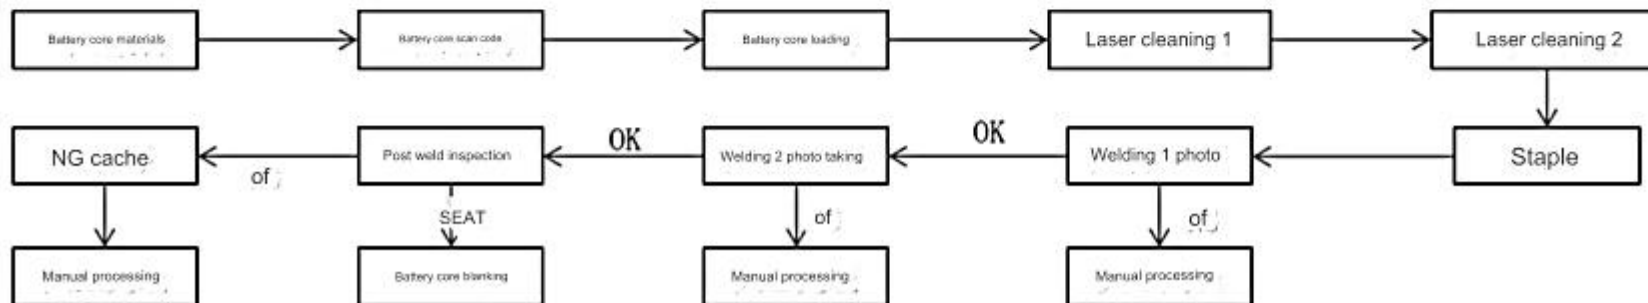 Battery core materials
Battery core scan code
Battery core loading
Laser cleaning 1
Laser cleaning 2
NG cache
of
Post weld inspection
OK
Welding 2 photo taking
OK
Welding 1 photo
Staple
SEAT
of
of
Manual processing
Battery core blanking
Manual processing
Manual processing